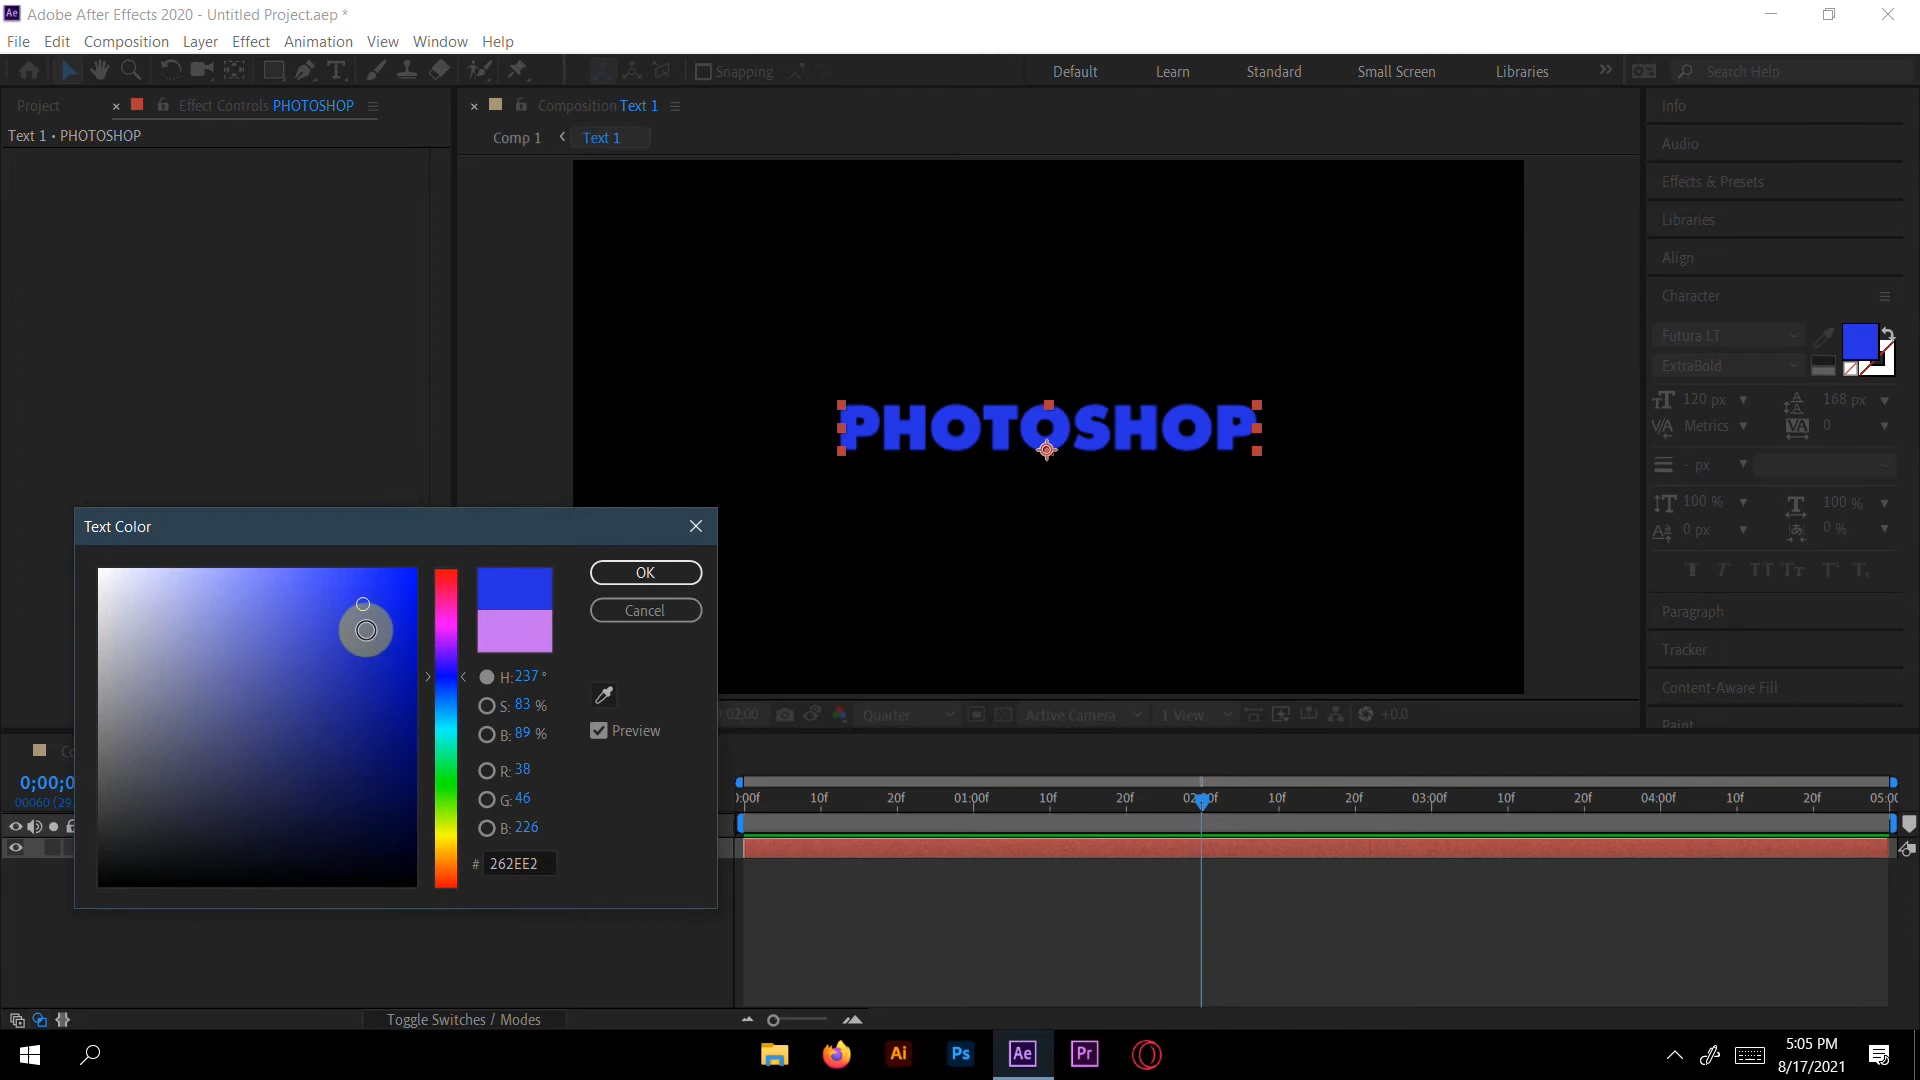 Ae Adobe After Effects 2020 - Untitled Project.aep *
File Edit Composition Layer Effect Animation View Window Help
Snapping
Default Learn Standard Small Screen Libraries Search Help
Project Effect Controls PHOTOSHOP
Composition Text 1
Text 1 • PHOTOSHOP
Comp 1 Text 1
PHOTOSHOP
Info
Audio
Effects & Presets
Libraries
Align
Character
Futura LT
ExtraBold
120 px 168 px
Metrics 0
- px
100 % 100 %
0 px 0 %
Paragraph
Tracker
Content-Aware Fill
Paint
Text Color
OK
Cancel
H: 237 °
S: 83 %
B: 89 %
Preview
R: 38
G: 46
B: 226
# 262EE2
Quarter Active Camera 1 View +0,0
0;00;0
10f 20f 01:00f 10f 20f 10f 20f 03:00f 10f 20f 04:00f 10f 20f
Toggle Switches / Modes
Ai Ps Ae Pr
5:05 PM
8/17/2021